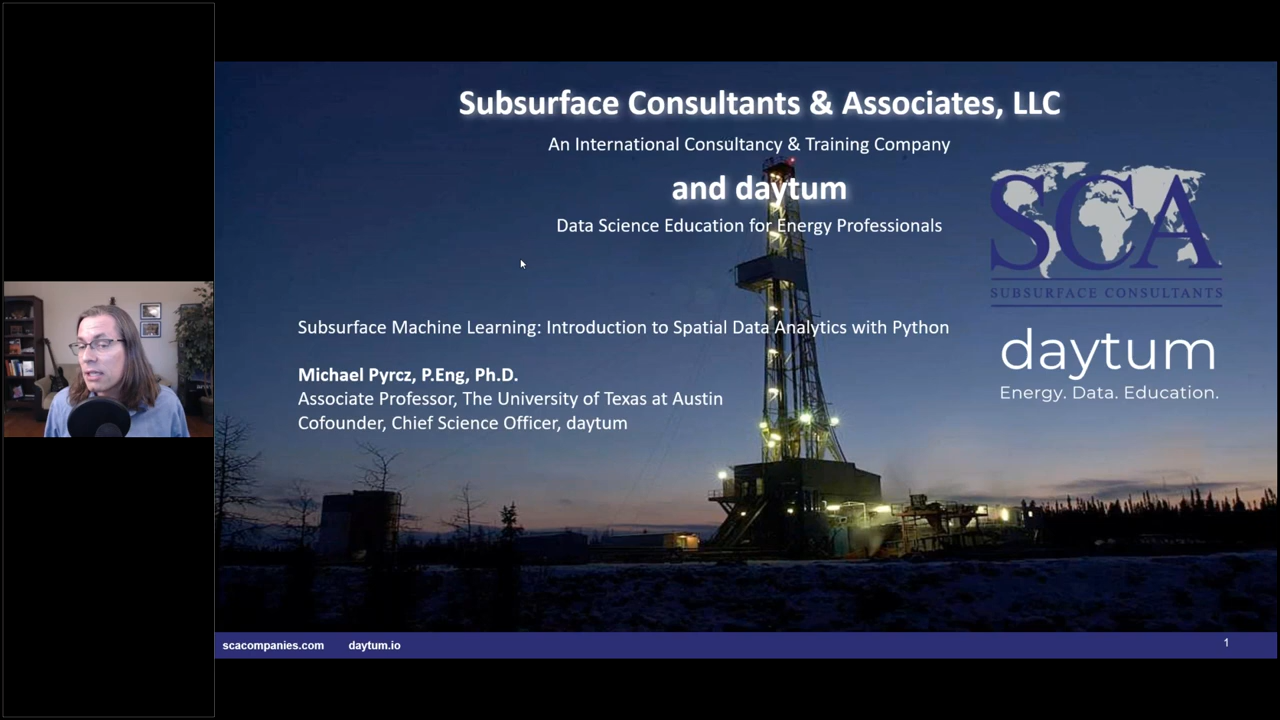 Subsurface Consultants & Associates, LLC
An International Consultancy & Training Company
and daytum
Data Science Education for Energy Professionals
SCA
SUBSURFACE CONSULTANTS
daytum
Energy. Data. Education.
Subsurface Machine Learning: Introduction to Spatial Data Analytics with Python
Michael Pyrcz, P.Eng, Ph.D.
Associate Professor, The University of Texas at Austin
Cofounder, Chief Science Officer, daytum
scacompanies.com daytum.io 1